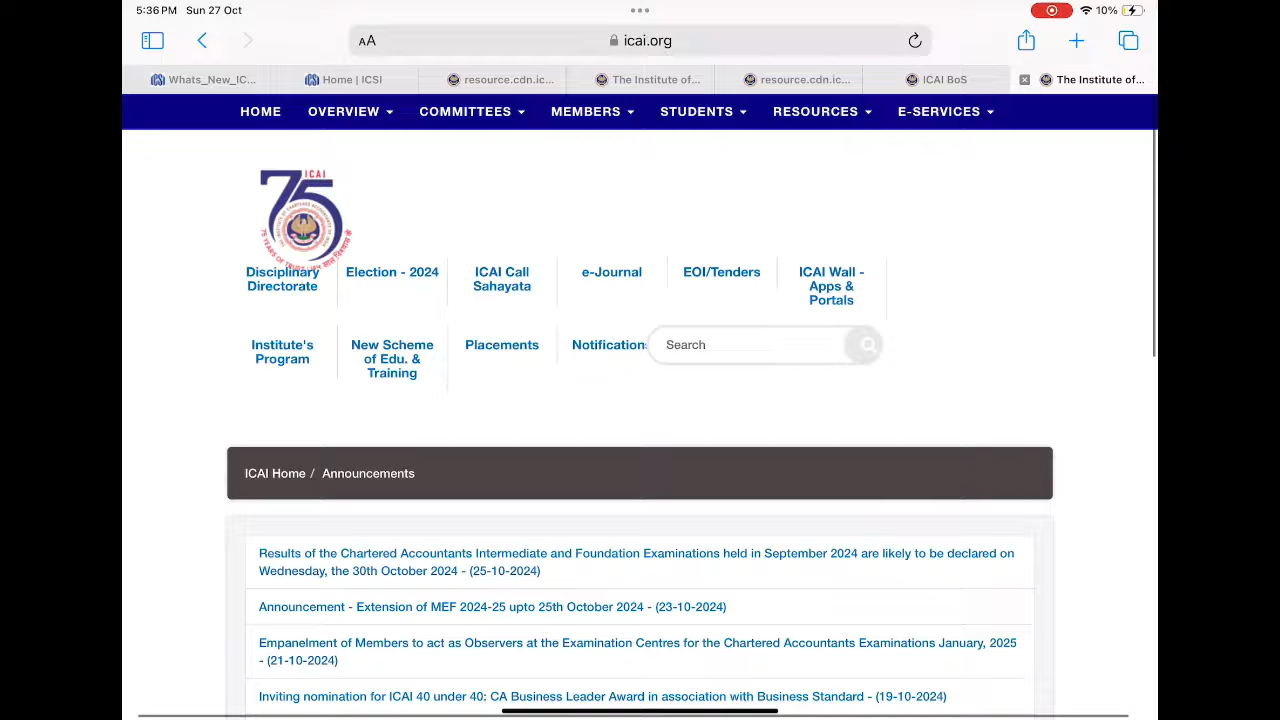 5:36 PM Sun 27 Oct
10%
AA
icai.org
Whats_New_IC...
Home | ICSI
resource.cdn.ic...
The Institute of...
resource.cdn.ic...
ICAI BoS
The Institute of...
HOME OVERVIEW COMMITTEES MEMBERS STUDENTS RESOURCES E-SERVICES
ICAI
75
Disciplinary
Directorate
Election - 2024
ICAI Call
Sahayata
e-Journal
EOI/Tenders
ICAI Wall -
Apps &
Portals
Institute's
Program
New Scheme
of Edu. &
Training
Placements
Notification
Search
ICAI Home / Announcements
Results of the Chartered Accountants Intermediate and Foundation Examinations held in September 2024 are likely to be declared on
Wednesday, the 30th October 2024 - (25-10-2024)
Announcement - Extension of MEF 2024-25 upto 25th October 2024 - (23-10-2024)
Empanelment of Members to act as Observers at the Examination Centres for the Chartered Accountants Examinations January, 2025
- (21-10-2024)
Inviting nomination for ICAI 40 under 40: CA Business Leader Award in association with Business Standard - (19-10-2024)